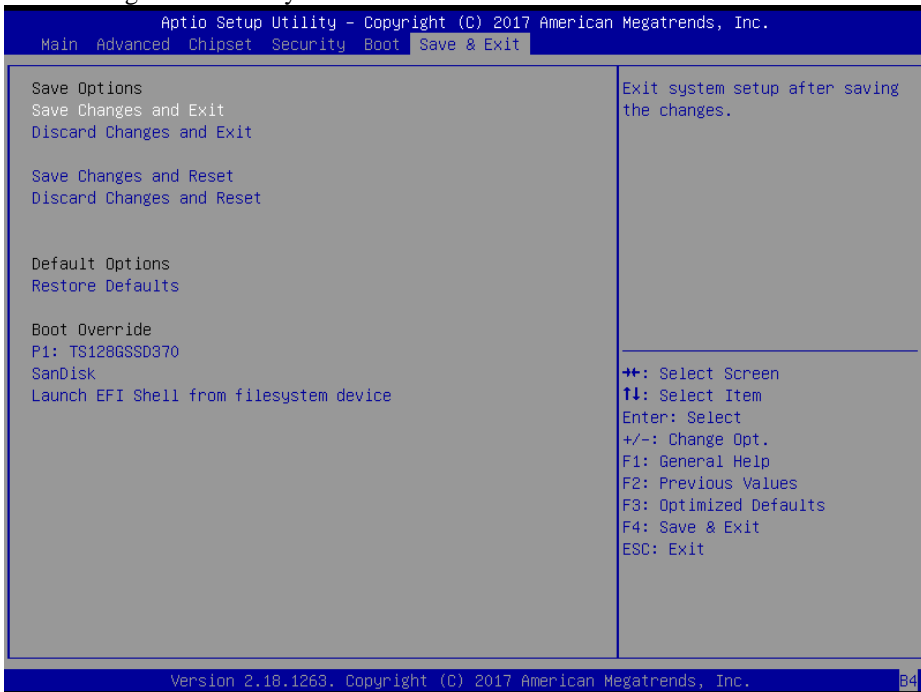 Aptio Setup Utility – Copyright (C) 2017 American Megatrends, Inc.
Main Advanced Chipset Security Boot Save & Exit
Save Options
Save Changes and Exit
Discard Changes and Exit
Save Changes and Reset
Discard Changes and Reset
Default Options
Restore Defaults
Boot Override
P1: TS128GSSD370
SanDisk
Launch EFI Shell from filesystem device
Exit system setup after saving
the changes.
→←: Select Screen
↑↓: Select Item
Enter: Select
+/-: Change Opt.
F1: General Help
F2: Previous Values
F3: Optimized Defaults
F4: Save & Exit
ESC: Exit
Version 2.18.1263. Copyright (C) 2017 American Megatrends, Inc.
B4